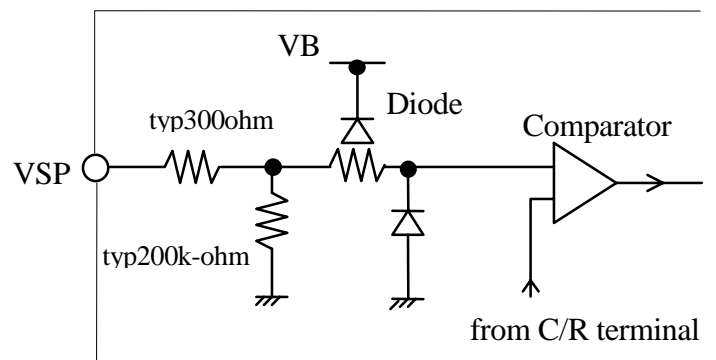 VB
Diode
typ300ohm
Comparator
VSP
typ200k-ohm
from C/R terminal